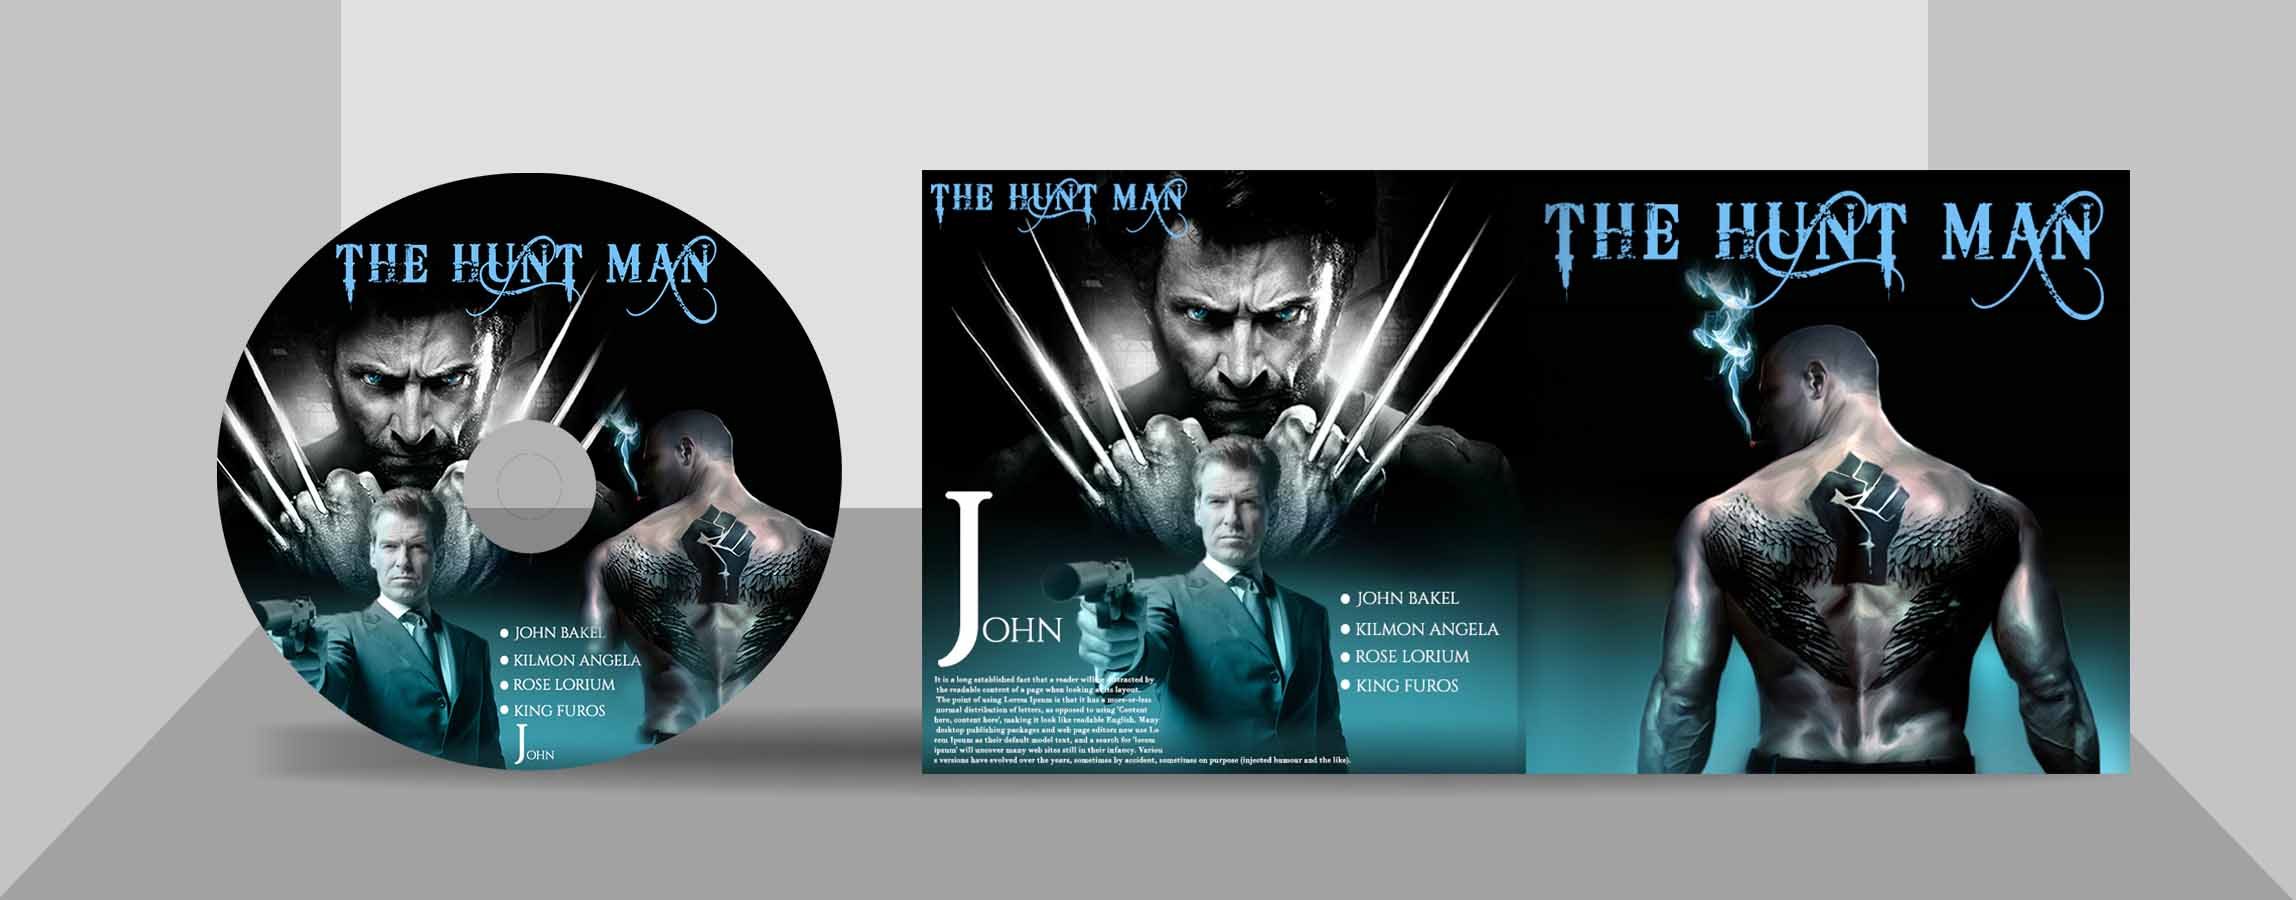 THE HUNT MAN
JOHN BAKEL
KILMON ANGELA
ROSE LORIUM
KING FUROS
JOHN
THE HUNT MAN
JOHN
JOHN BAKEL
KILMON ANGELA
ROSE LORIUM
KING FUROS
It is a long established fact that a reader will be distracted by
the readable content of a page when looking at its layout.
The point of using Lorem Ipsum is that it has a more-or-less
normal distribution of letters, as opposed to using 'Content
here, content here', making it look like readable English. Many
desktop publishing packages and web page editors now use Lo
rem Ipsum as their default model text, and a search for 'lorem
ipsum' will uncover many web sites still in their infancy. Variou
s versions have evolved over the years, sometimes by accident, sometimes on purpose (injected humour and the like).
THE HUNT MAN